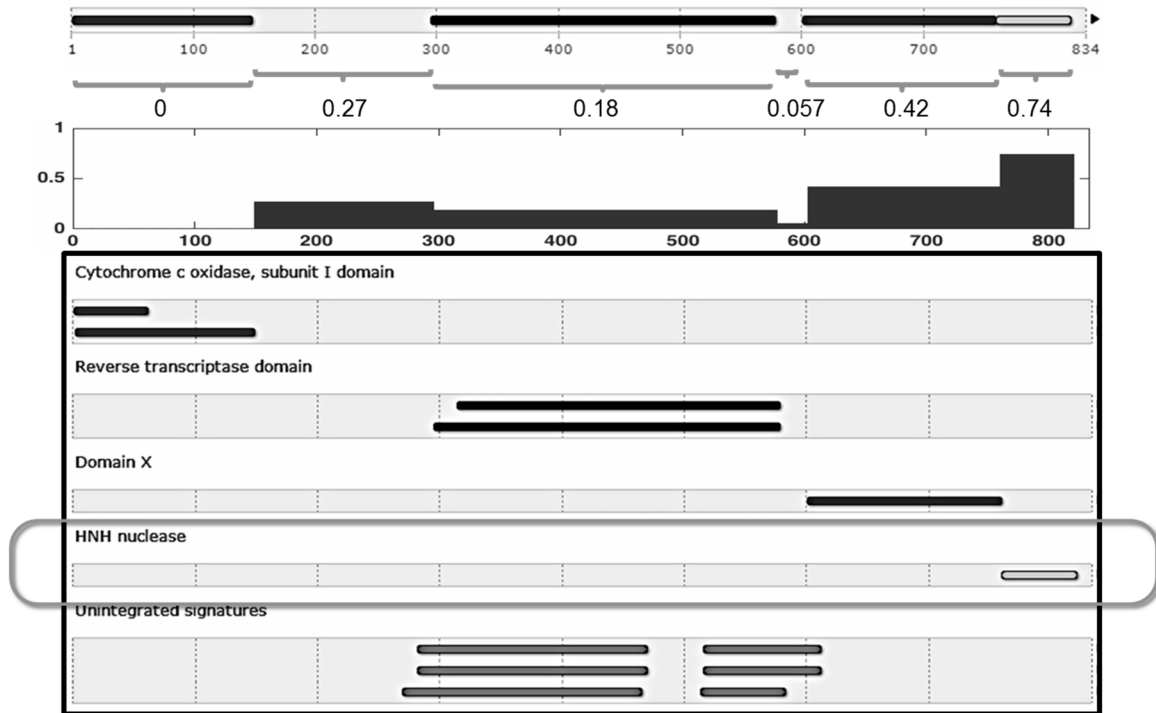 1 100 200 300 400 500 600 700 834
0 0.27 0.18 0.057 0.42 0.74
1
0.5
0
0 100 200 300 400 500 600 700 800
Cytochrome c oxidase, subunit I domain
Reverse transcriptase domain
Domain X
HNH nuclease
Unintegrated signatures